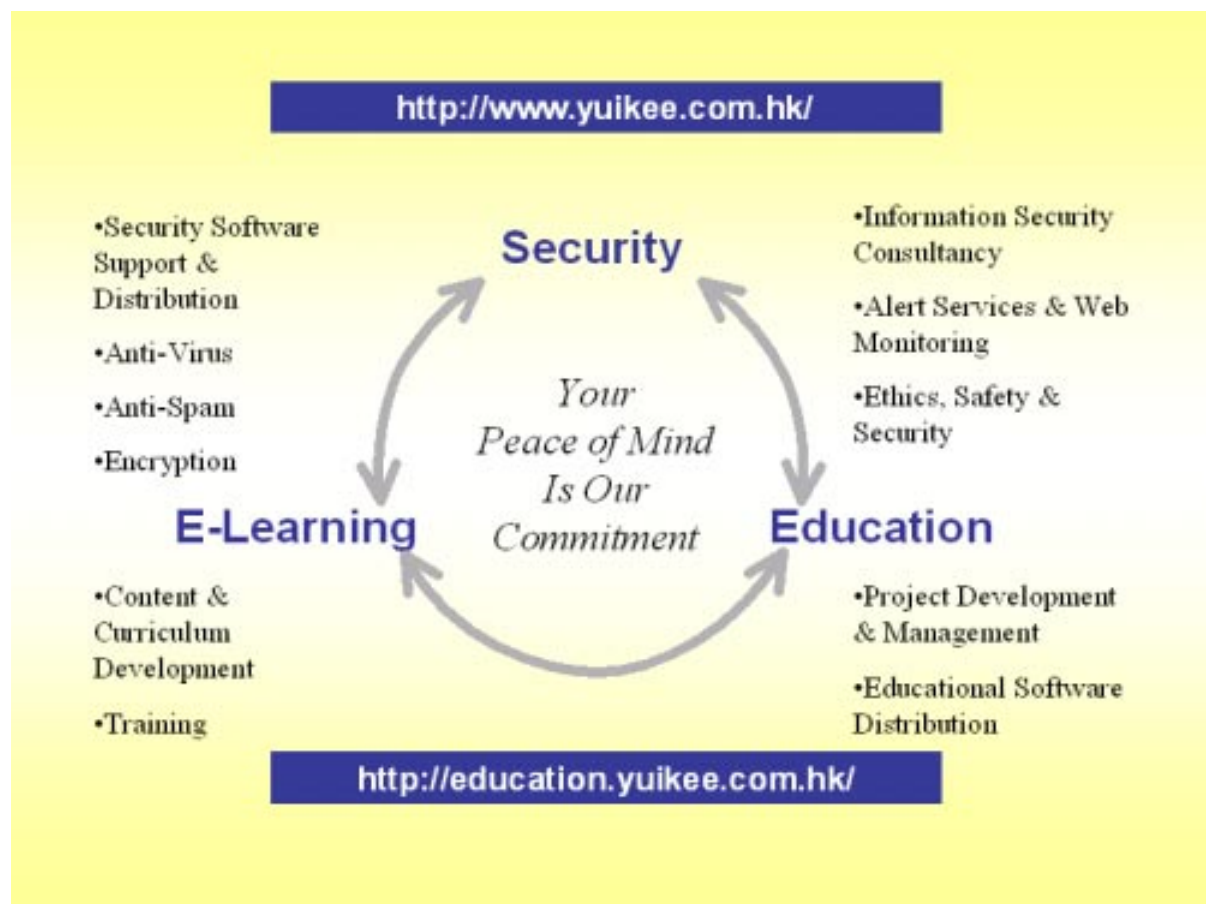 http://www.yuikee.com.hk/
•Security Software
Support &
Distribution
•Anti-Virus
•Anti-Spam
•Encryption
Security
•Information Security
Consultancy
•Alert Services & Web
Monitoring
•Ethics, Safety &
Security
Your
Peace of Mind
Is Our
Commitment
E-Learning
Education
•Content &
Curriculum
Development
•Training
•Project Development
& Management
•Educational Software
Distribution
http://education.yuikee.com.hk/